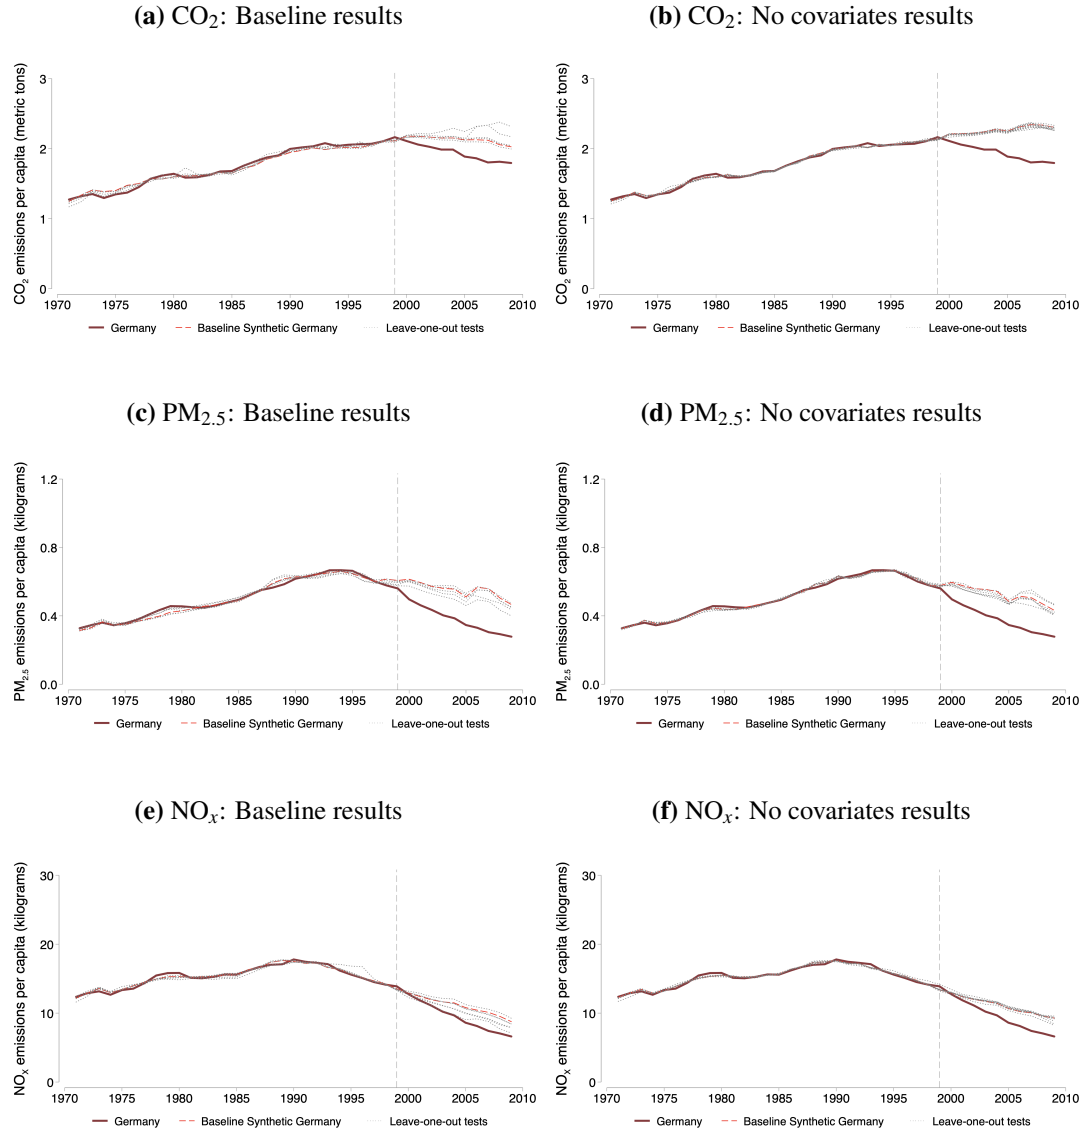 (a) CO₂: Baseline results
CO₂ emissions per capita (metric tons)
3
2
1
0
1970 1975 1980 1985 1990 1995 2000 2005 2010
Germany Baseline Synthetic Germany Leave-one-out tests
(b) CO₂: No covariates results
CO₂ emissions per capita (metric tons)
3
2
1
0
1970 1975 1980 1985 1990 1995 2000 2005 2010
Germany Baseline Synthetic Germany Leave-one-out tests
(c) PM₂.₅: Baseline results
PM₂.₅ emissions per capita (kilograms)
1.2
0.8
0.4
0.0
1970 1975 1980 1985 1990 1995 2000 2005 2010
Germany Baseline Synthetic Germany Leave-one-out tests
(d) PM₂.₅: No covariates results
PM₂.₅ emissions per capita (kilograms)
1.2
0.8
0.4
0.0
1970 1975 1980 1985 1990 1995 2000 2005 2010
Germany Baseline Synthetic Germany Leave-one-out tests
(e) NOₓ: Baseline results
NOₓ emissions per capita (kilograms)
30
20
10
0
1970 1975 1980 1985 1990 1995 2000 2005 2010
Germany Baseline Synthetic Germany Leave-one-out tests
(f) NOₓ: No covariates results
NOₓ emissions per capita (kilograms)
30
20
10
0
1970 1975 1980 1985 1990 1995 2000 2005 2010
Germany Baseline Synthetic Germany Leave-one-out tests